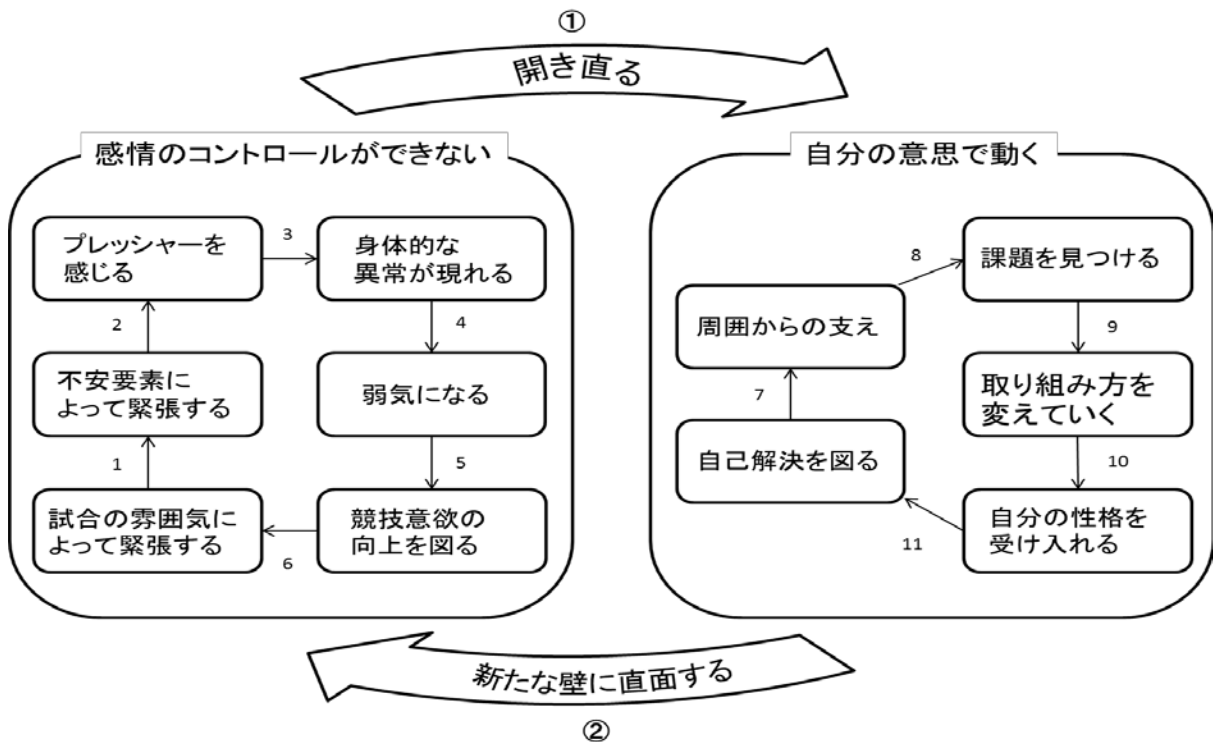 ①
開き直る
感情のコントロールができない
プレッシャーを
感じる
3
身体的な
異常が現れる
2
4
不安要素に
よって緊張する
弱気になる
1
5
試合の雰囲気に
よって緊張する
6
競技意欲の
向上を図る
自分の意思で動く
8
課題を見つける
周囲からの支え
9
7
取り組み方を
変えていく
自己解決を図る
10
自分の性格を
受け入れる
11
新たな壁に直面する
②